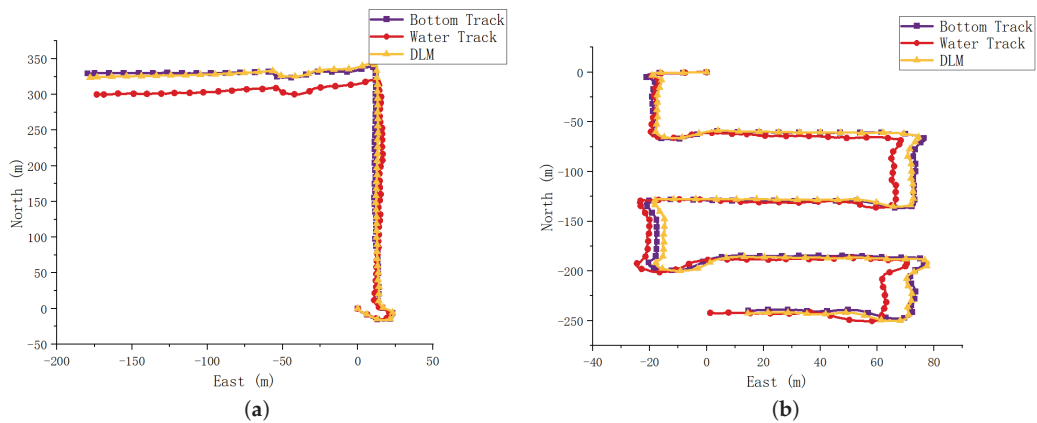 Bottom Track
Water Track
DLM
350
300
250
200
150
100
50
0
-50
North (m)
-200
-150
-100
-50
0
50
East (m)
(a)
Bottom Track
Water Track
DLM
0
-50
-100
-150
-200
-250
North (m)
-40
-20
0
20
40
60
80
East (m)
(b)